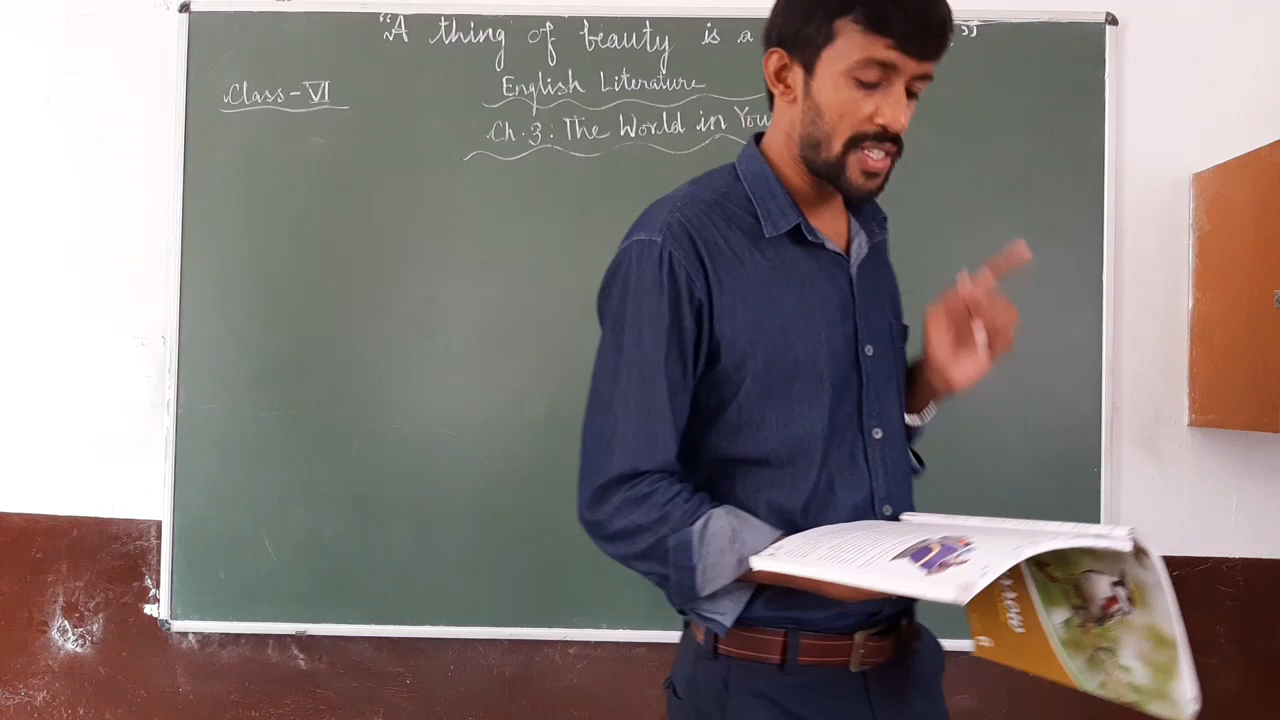 “A thing of beauty is a ”
English Literature
Class - VI
Ch. 3 : The World in You